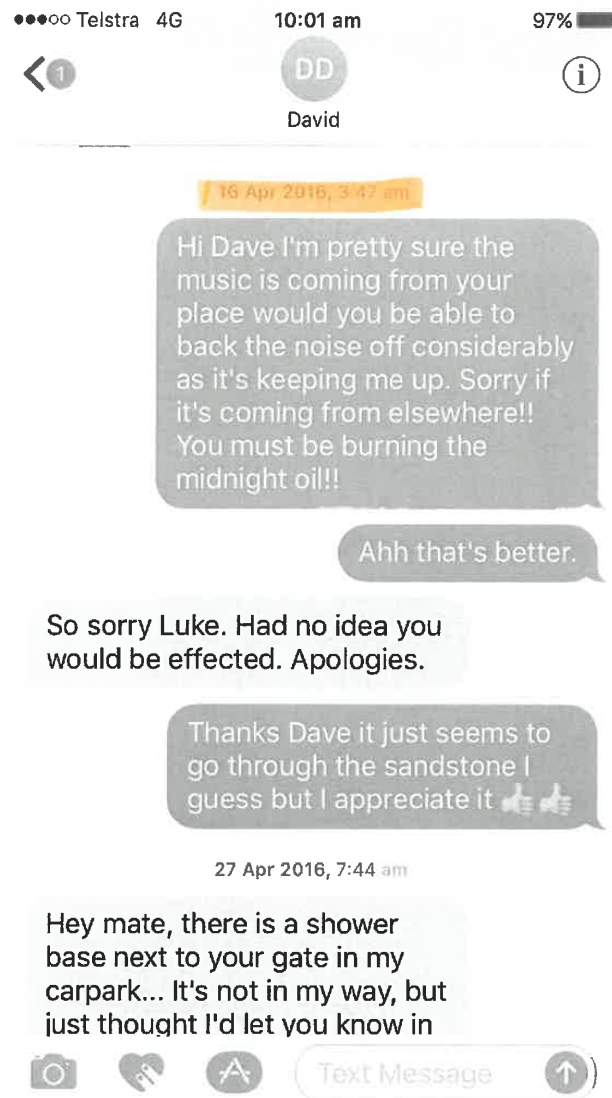 Telstra 4G 10:01 am 97%
1 DD i
David
16 Apr 2016, 3:47 am
Hi Dave I'm pretty sure the
music is coming from your
place would you be able to
back the noise off considerably
as it's keeping me up. Sorry if
it's coming from elsewhere!!
You must be burning the
midnight oil!!
Ahh that's better.
So sorry Luke. Had no idea you
would be effected. Apologies.
Thanks Dave it just seems to
go through the sandstone I
guess but I appreciate it 👍👍
27 Apr 2016, 7:44 am
Hey mate, there is a shower
base next to your gate in my
carpark... It's not in my way, but
just thought I'd let you know in
Text Message